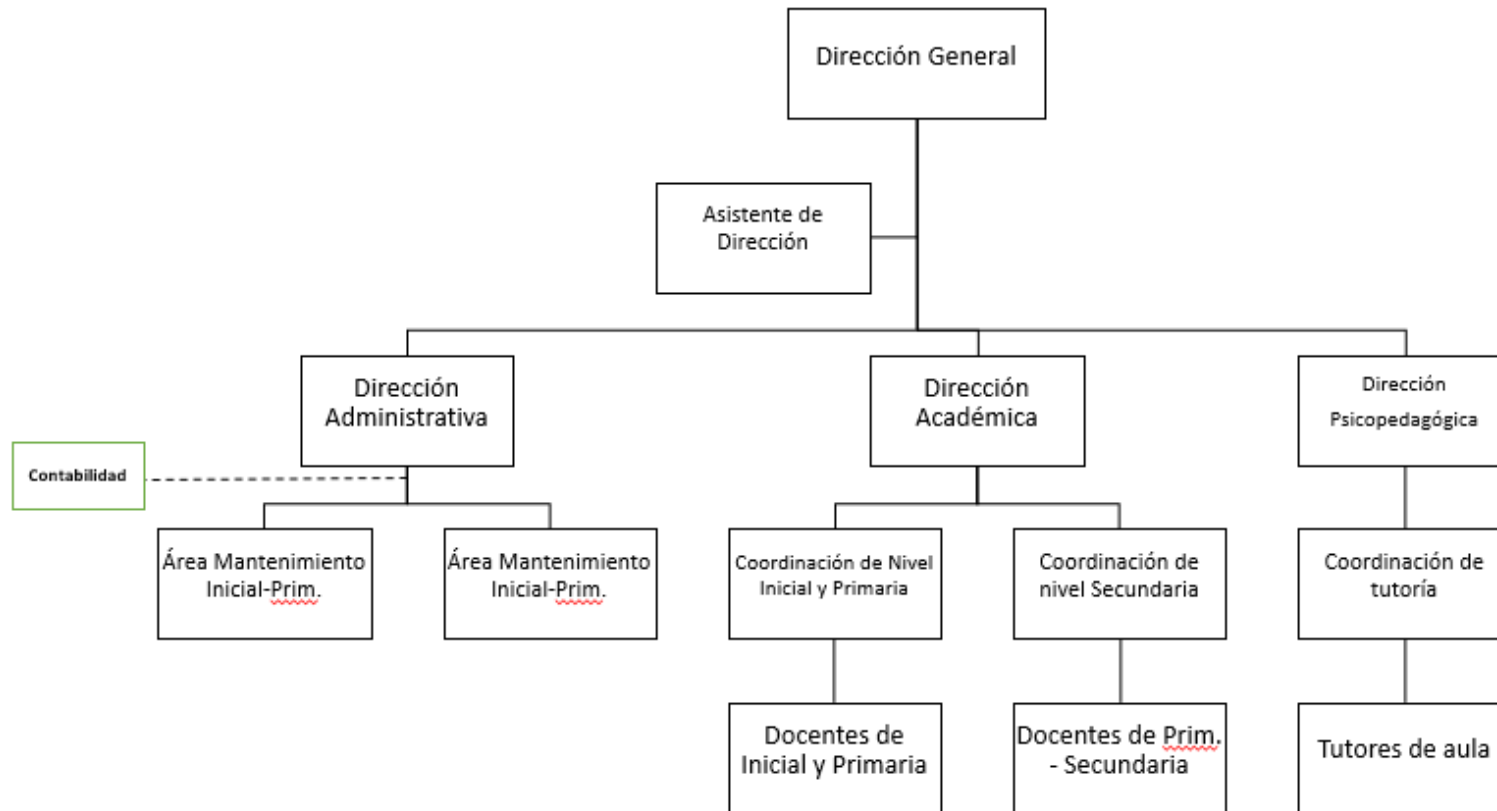 Dirección General
Asistente de
Dirección
Dirección
Administrativa
Dirección
Académica
Dirección
Psicopedagógica
Contabilidad
Área Mantenimiento
Inicial-Prim.
Área Mantenimiento
Inicial-Prim.
Coordinación de Nivel
Inicial y Primaria
Coordinación de
nivel Secundaria
Coordinación de
tutoría
Docentes de
Inicial y Primaria
Docentes de Prim.
- Secundaria
Tutores de aula